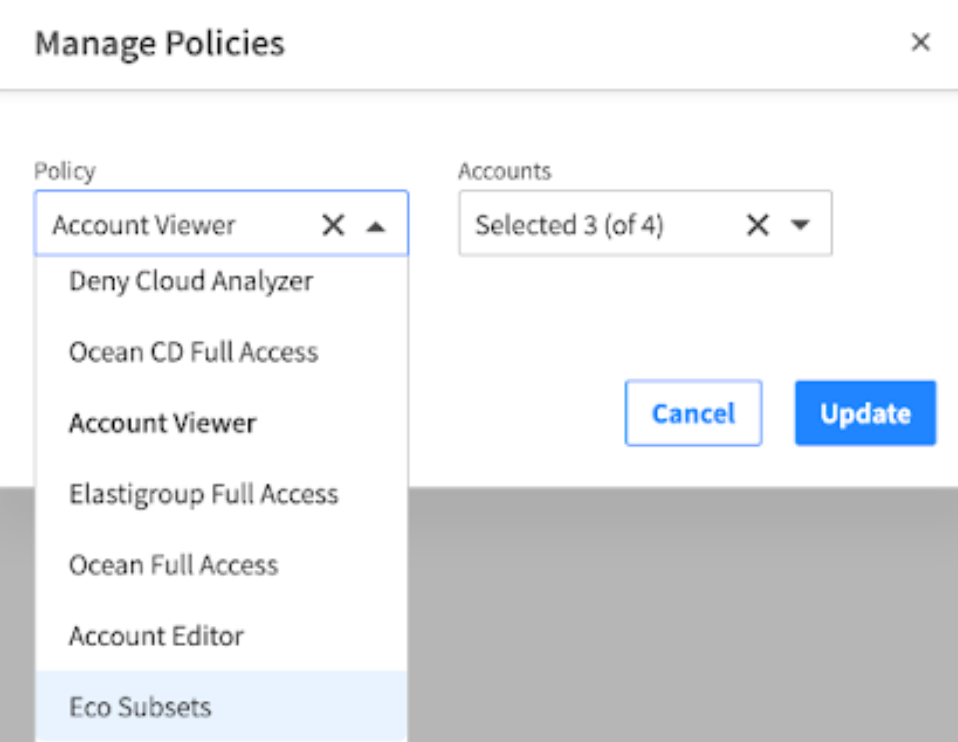 Manage Policies
Policy
Accounts
Account Viewer
Selected 3 (of 4)
Deny Cloud Analyzer
Ocean CD Full Access
Account Viewer
Elastigroup Full Access
Ocean Full Access
Account Editor
Eco Subsets
Cancel
Update